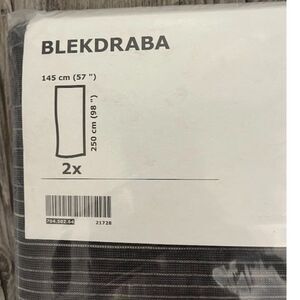 BLEKDRABA
145 cm (57 ")
250 cm (98 ")
2x
704.502.64
21728